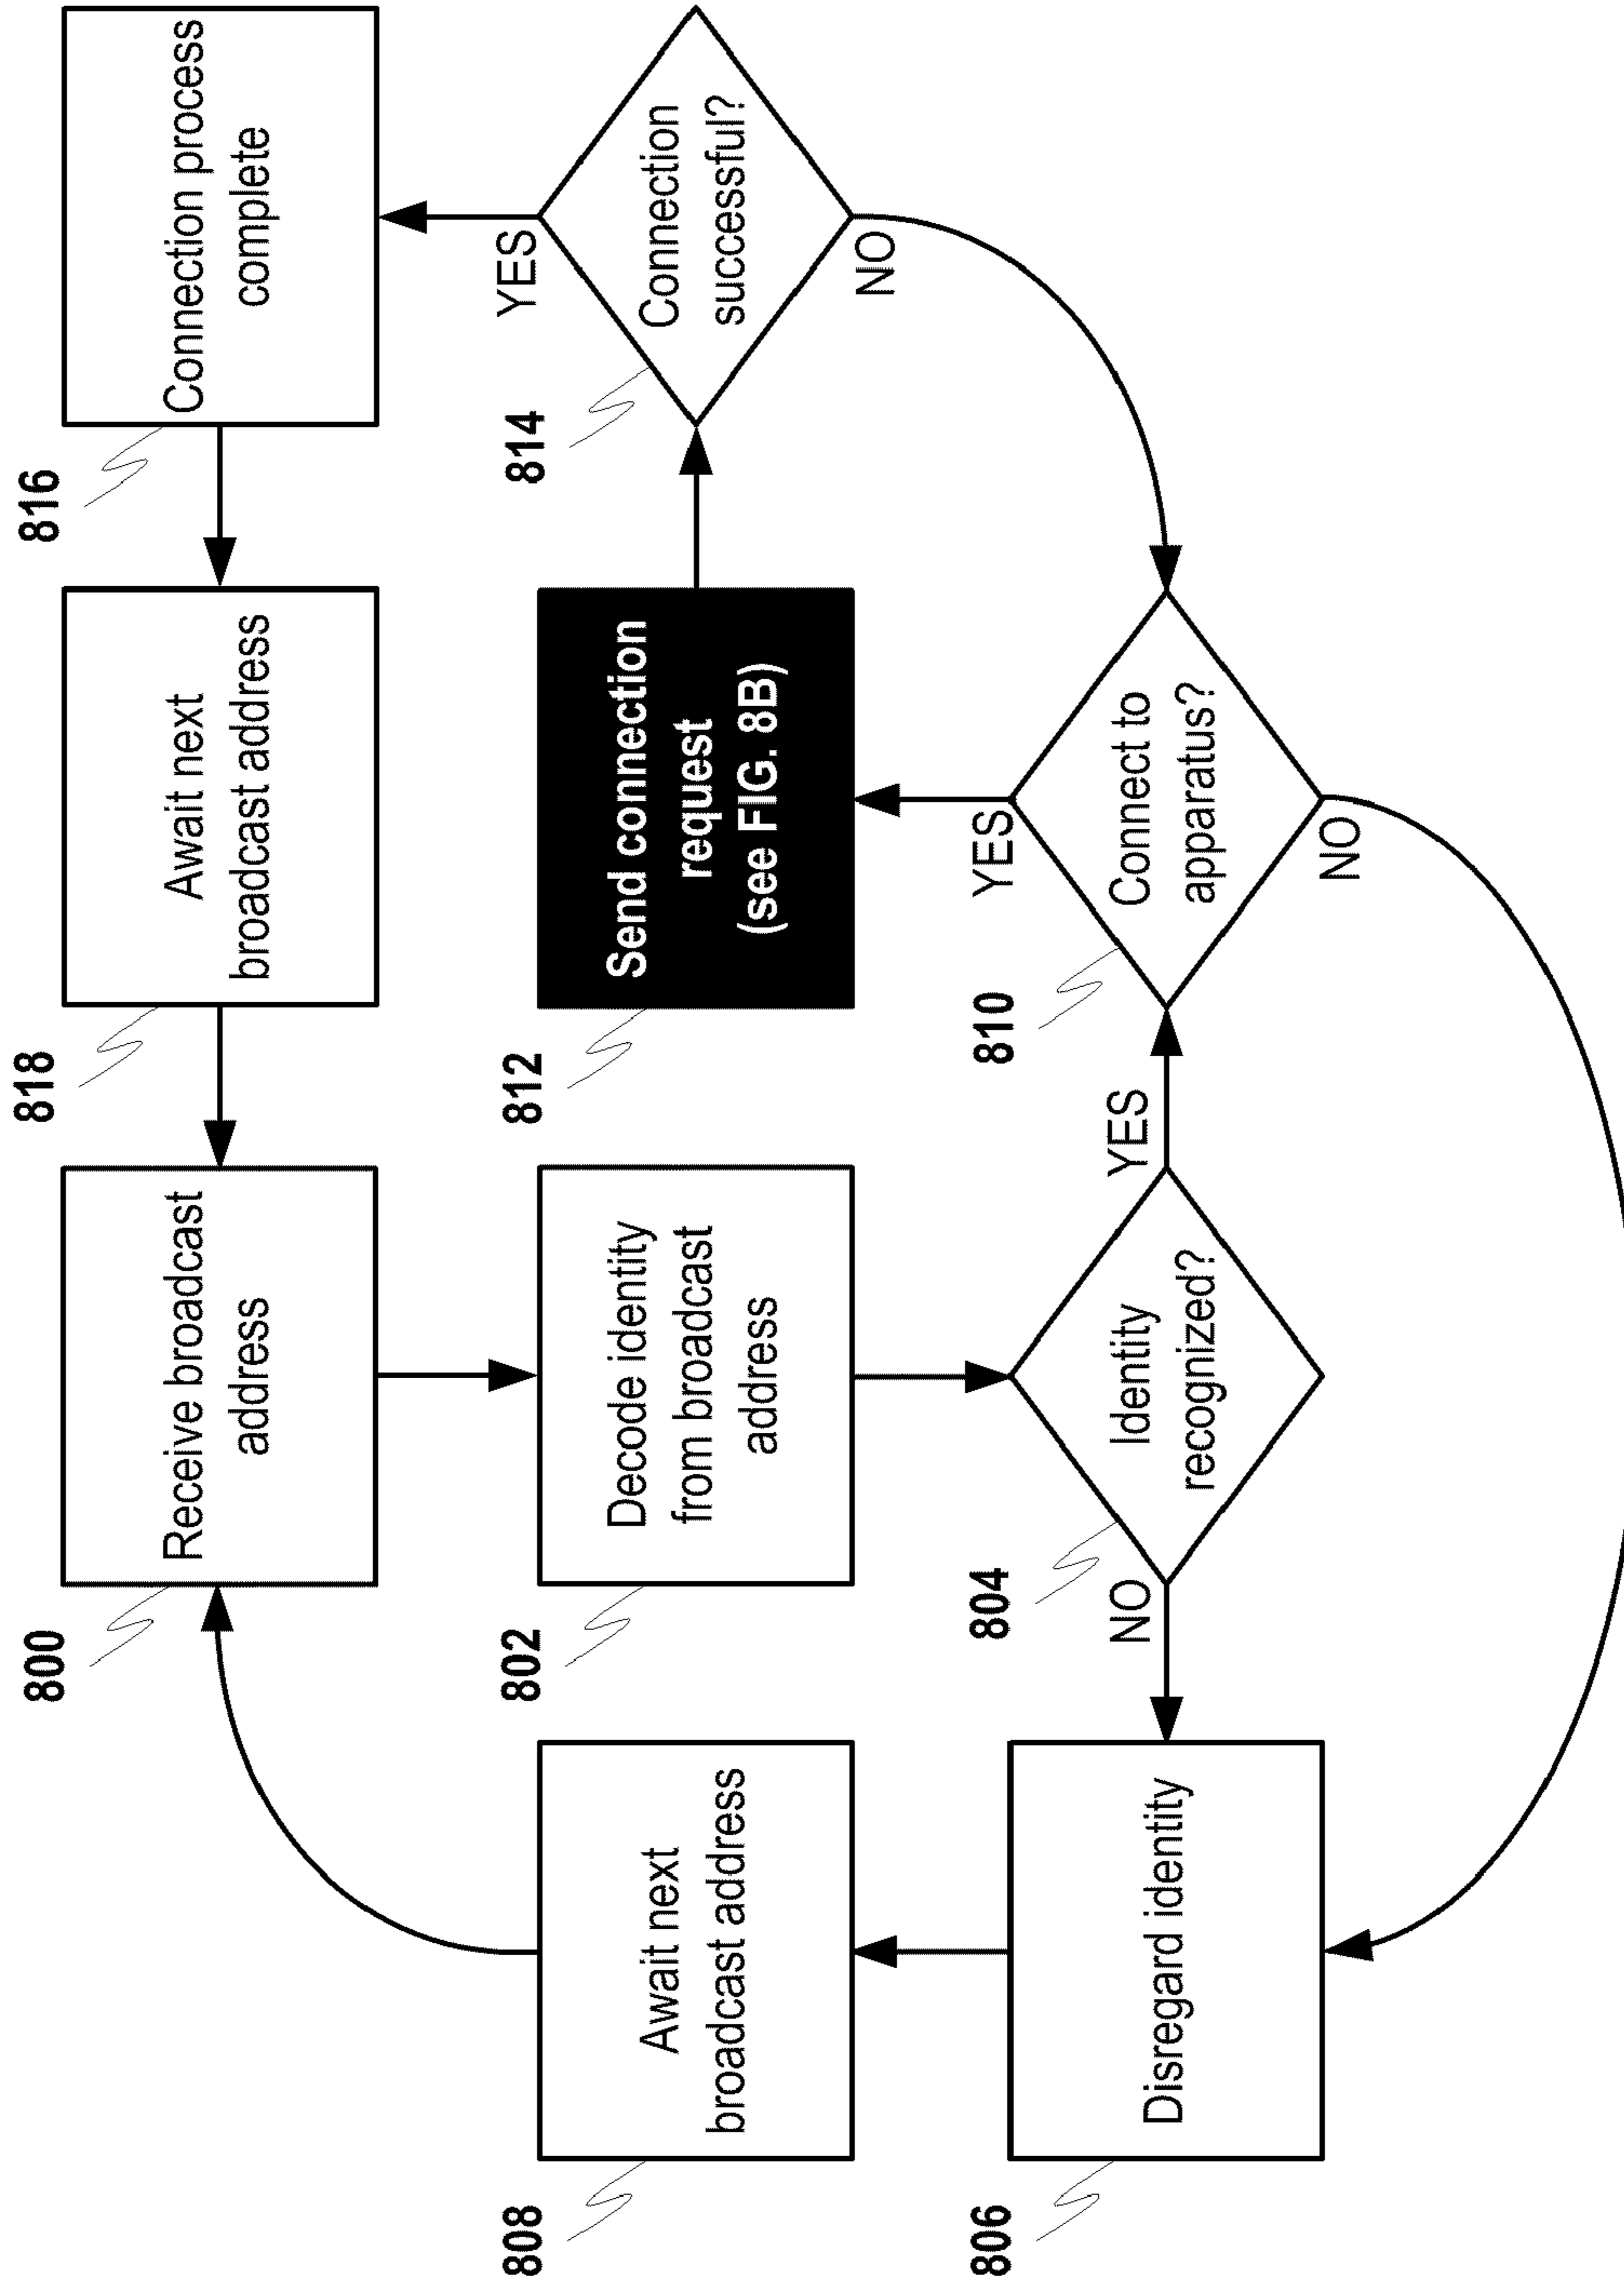 800
Receive broadcast
address
818
Await next
broadcast address
816
Connection process
complete
808
Await next
broadcast address
802
Decode identity
from broadcast
address
812
Send connection
request
(see FIG. 8B)
814
Connection
successful?
YES
NO
806
Disregard identity
804
Identity
recognized?
NO
YES
810
Connect to
apparatus?
YES
NO